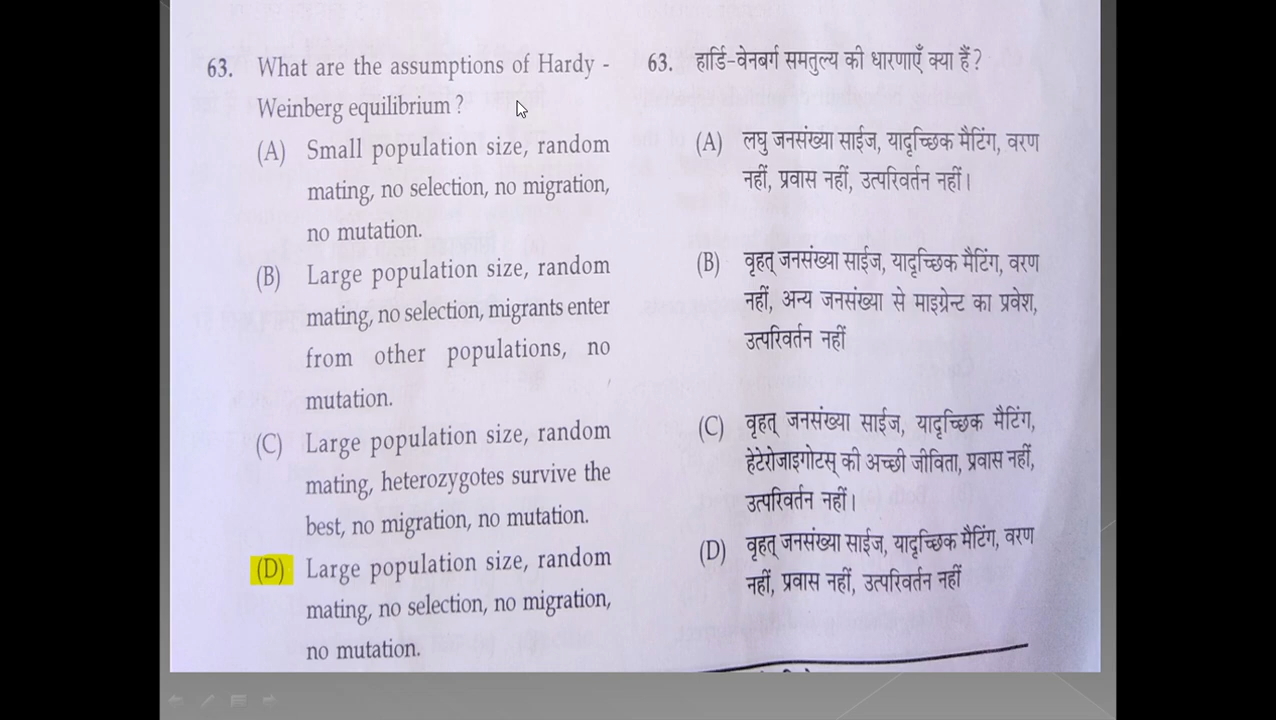 63. What are the assumptions of Hardy -
Weinberg equilibrium ?
(A) Small population size, random
mating, no selection, no migration,
no mutation.
(B) Large population size, random
mating, no selection, migrants enter
from other populations, no
mutation.
(C) Large population size, random
mating, heterozygotes survive the
best, no migration, no mutation.
(D) Large population size, random
mating, no selection, no migration,
no mutation.
63. हार्डि-वेनबर्ग समतुल्य की धारणाएँ क्या हैं ?
(A) लघु जनसंख्या साईज, यादृच्छिक मैटिंग, वरण
नहीं, प्रवास नहीं, उत्परिवर्तन नहीं।
(B) वृहत् जनसंख्या साईज, यादृच्छिक मैटिंग, वरण
नहीं, अन्य जनसंख्या से माइग्रेन्ट का प्रवेश,
उत्परिवर्तन नहीं
(C) वृहत् जनसंख्या साईज, यादृच्छिक मैटिंग,
हेटेरोजाइगोटस् की अच्छी जीविता, प्रवास नहीं,
उत्परिवर्तन नहीं।
(D) वृहत् जनसंख्या साईज, यादृच्छिक मैटिंग, वरण
नहीं, प्रवास नहीं, उत्परिवर्तन नहीं